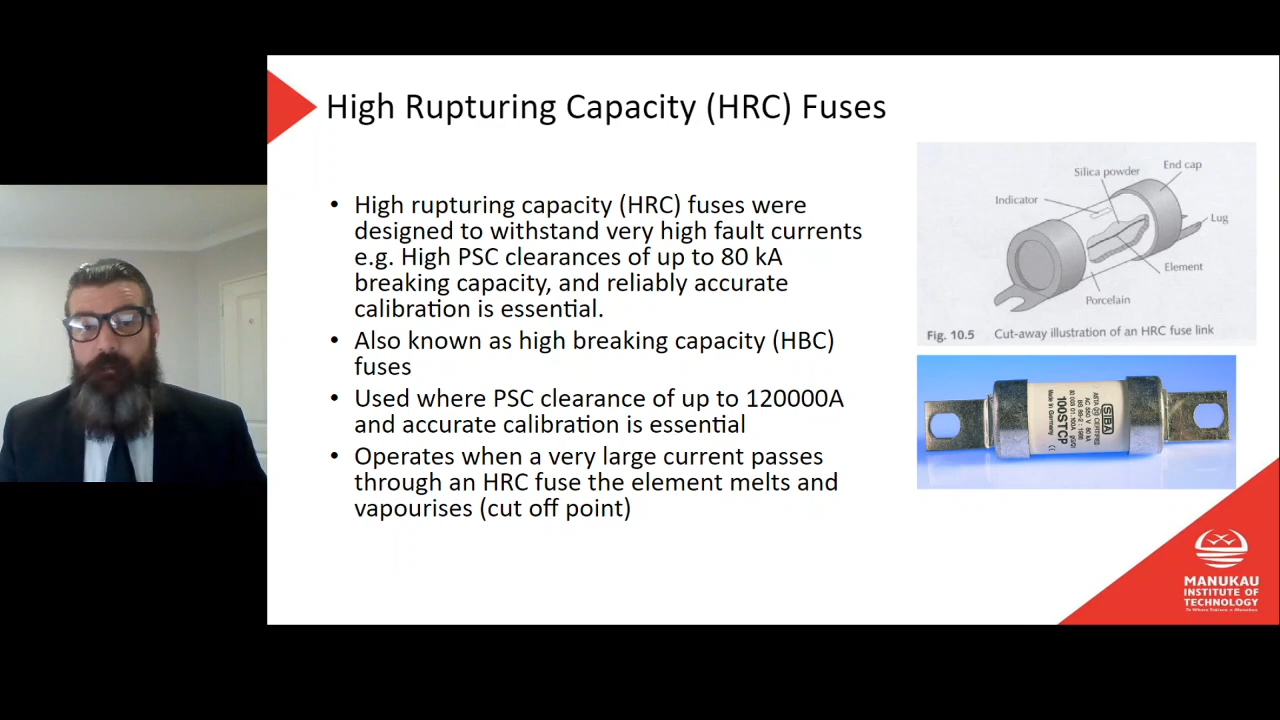 High Rupturing Capacity (HRC) Fuses
• High rupturing capacity (HRC) fuses were
designed to withstand very high fault currents
e.g. High PSC clearances of up to 80 kA
breaking capacity, and reliably accurate
calibration is essential.
• Also known as high breaking capacity (HBC)
fuses
• Used where PSC clearance of up to 120000A
and accurate calibration is essential
• Operates when a very large current passes
through an HRC fuse the element melts and
vapourises (cut off point)
End cap
Silica powder
Indicator
Lug
Element
Porcelain
Fig. 10.5 Cut-away illustration of an HRC fuse link
SIBA
100STCP
Made in Germany
MANUKAU
INSTITUTE OF
TECHNOLOGY